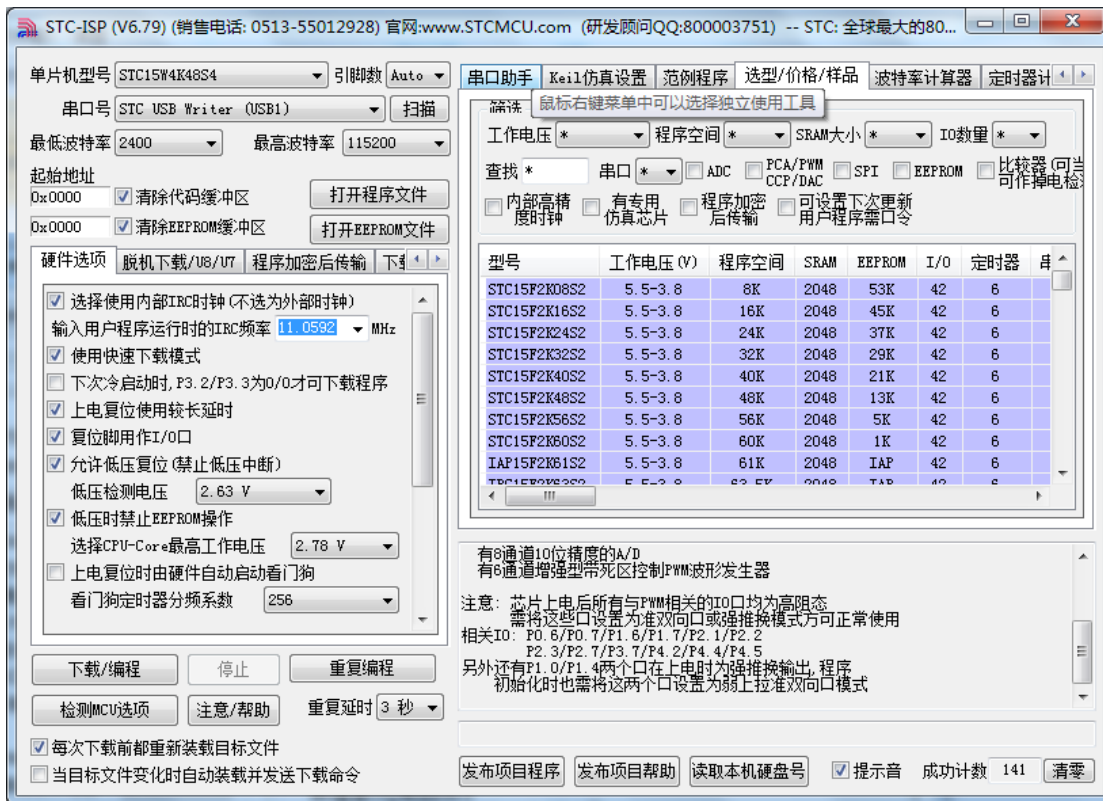 STC-ISP (V6.79) (销售电话: 0513-55012928) 官网:www.STCMCU.com (研发顾问QQ:800003751) -- STC: 全球最大的80...
单片机型号 STC15W4K48S4 引脚数 Auto
串口号 STC USB Writer (USB1) 扫描
最低波特率 2400 最高波特率 115200
起始地址
0x0000 清除代码缓冲区 打开程序文件
0x0000 清除EEPROM缓冲区 打开EEPROM文件
硬件选项 脱机下载/U8/U7 程序加密后传输
选择使用内部IRC时钟(不选为外部时钟)
输入用户程序运行时的IRC频率 11.0592 MHz
使用快速下载模式
下次冷启动时,P3.2/P3.3为0/0才可下载程序
上电复位使用较长延时
复位脚用作I/O口
允许低压复位(禁止低压中断)
低压检测电压 2.63 V
低压时禁止EEPROM操作
选择CPU-Core最高工作电压 2.78 V
上电复位时由硬件自动启动看门狗
看门狗定时器分频系数 256
下载/编程 停止 重复编程
检测MCU选项 注意/帮助 重复延时 3 秒
每次下载前都重新装载目标文件
当目标文件变化时自动装载并发送下载命令
串口助手 Keil仿真设置 范例程序 选型/价格/样品 波特率计算器 定时器计
鼠标右键菜单中可以选择独立使用工具
筛选
工作电压 * 程序空间 * SRAM大小 * IO数量 *
查找 * 串口 * ADC PCA/PWM CCP/DAC SPI EEPROM 比较器(可当可作掉电检
内部高精度时钟 有专用仿真芯片 程序加密后传输 可设置下次更新用户程序需口令
型号 工作电压(V) 程序空间 SRAM EEPROM I/O 定时器
STC15F2K08S2 5.5-3.8 8K 2048 53K 42 6
STC15F2K16S2 5.5-3.8 16K 2048 45K 42 6
STC15F2K24S2 5.5-3.8 24K 2048 37K 42 6
STC15F2K32S2 5.5-3.8 32K 2048 29K 42 6
STC15F2K40S2 5.5-3.8 40K 2048 21K 42 6
STC15F2K48S2 5.5-3.8 48K 2048 13K 42 6
STC15F2K56S2 5.5-3.8 56K 2048 5K 42 6
STC15F2K60S2 5.5-3.8 60K 2048 1K 42 6
IAP15F2K61S2 5.5-3.8 61K 2048 IAP 42 6
有8通道10位精度的A/D
有6通道增强型带死区控制PWM波形发生器
注意: 芯片上电后所有与PWM相关的IO口均为高阻态
需将这些口设置为准双向口或强推挽模式方可正常使用
相关IO: P0.6/P0.7/P1.6/P1.7/P2.1/P2.2
P2.3/P2.7/P3.7/P4.2/P4.4/P4.5
另外还有P1.0/P1.4两个口在上电时为强推挽输出,程序
初始化时也需将这两个口设置为弱上拉准双向口模式
发布项目程序 发布项目帮助 读取本机硬盘号 提示音 成功计数 141 清零